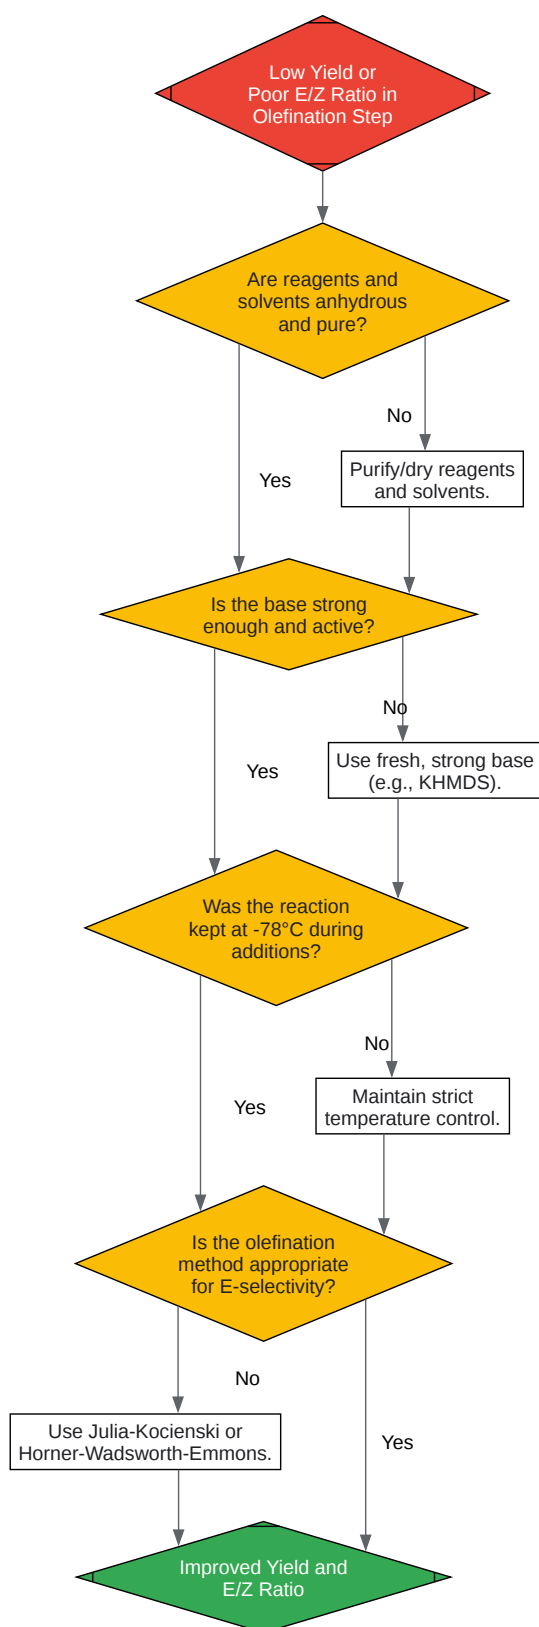 Low Yield or
Poor E/Z Ratio in
Olefination Step
Are reagents and
solvents anhydrous
and pure?
No
Purify/dry reagents
and solvents.
Yes
Is the base strong
enough and active?
No
Use fresh, strong base
(e.g., KHMDS).
Yes
Was the reaction
kept at -78°C during
additions?
No
Maintain strict
temperature control.
Yes
Is the olefination
method appropriate
for E-selectivity?
No
Use Julia-Kocienski or
Horner-Wadsworth-Emmons.
Yes
Improved Yield and
E/Z Ratio